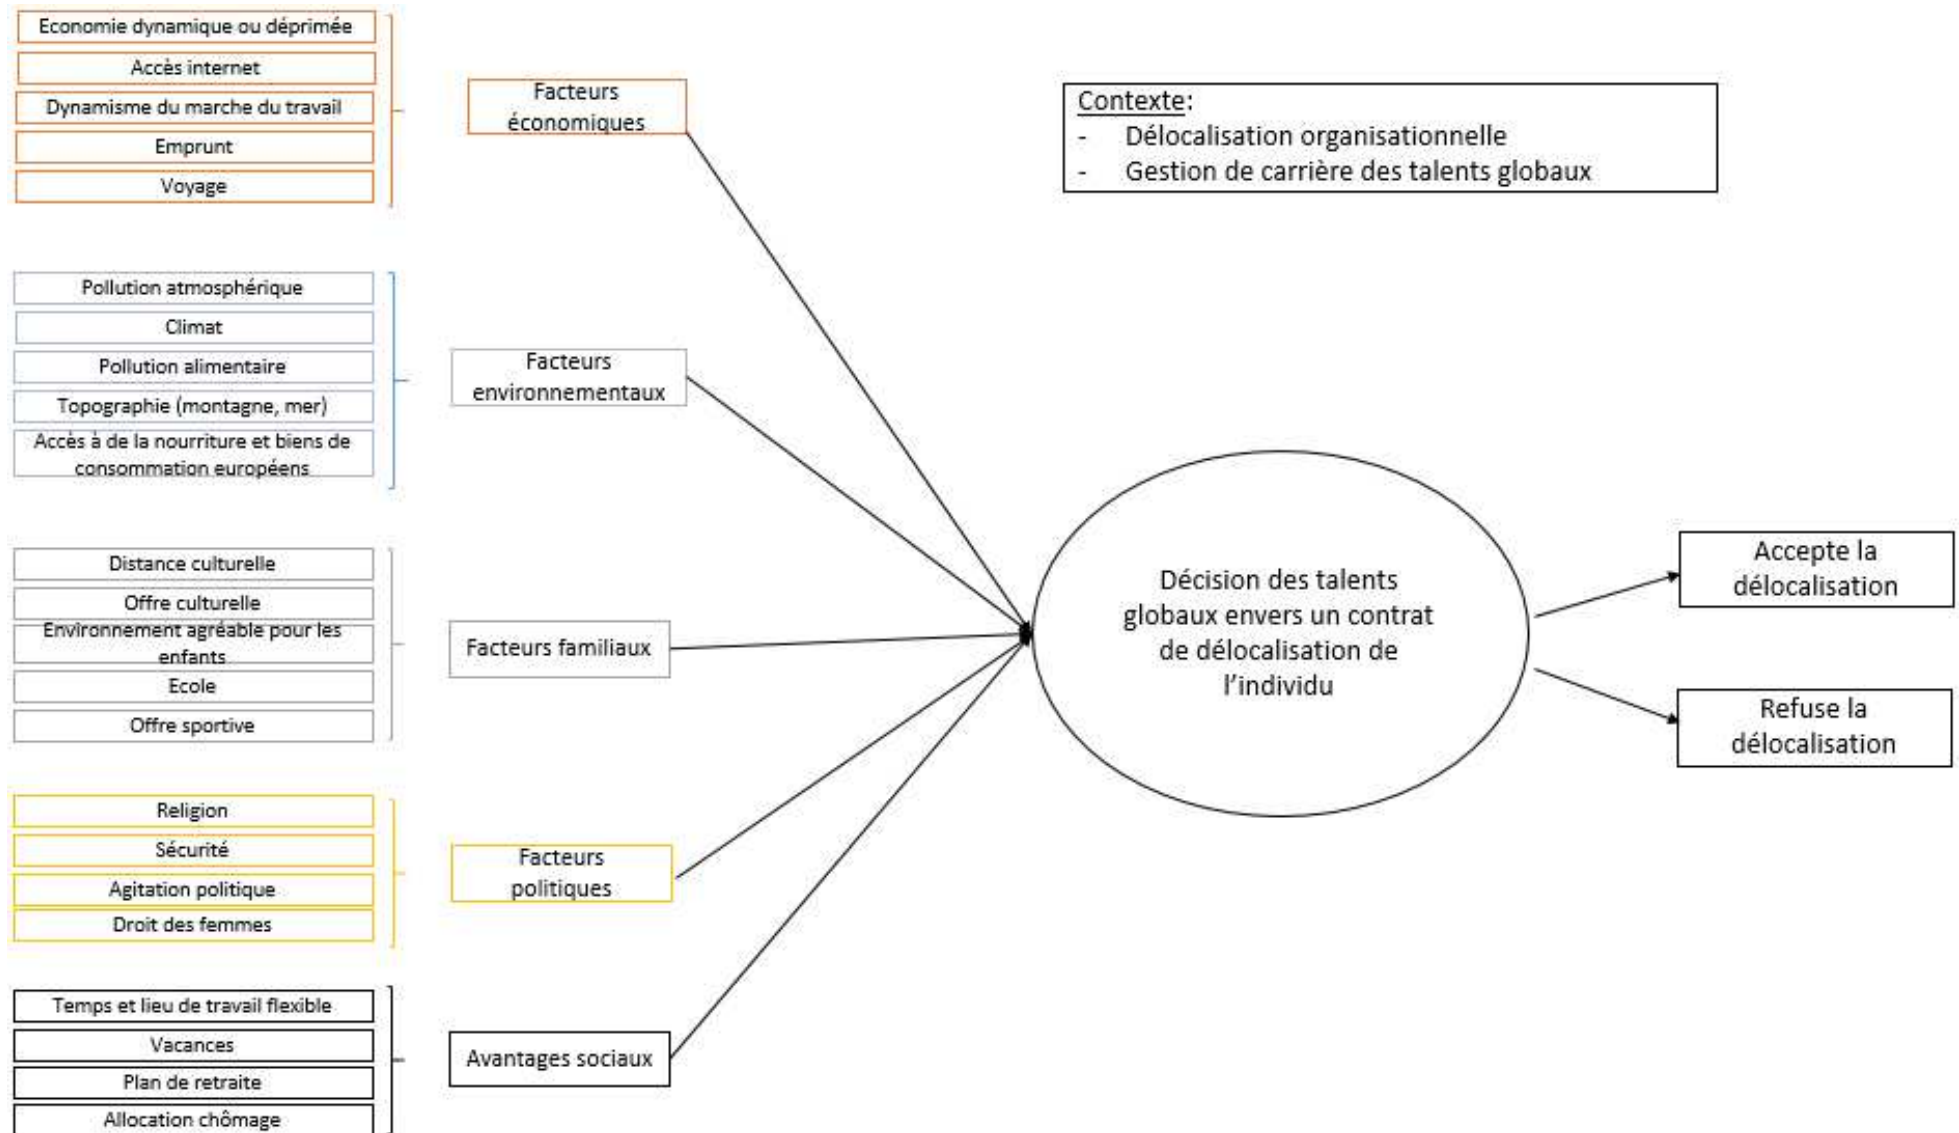 Economie dynamique ou déprimée
Accès internet
Dynamisme du marche du travail
Emprunt
Voyage
Facteurs
économiques
Contexte:
- Délocalisation organisationnelle
- Gestion de carrière des talents globaux
Pollution atmosphérique
Climat
Pollution alimentaire
Topographie (montagne, mer)
Accès à de la nourriture et biens de
consommation européens
Facteurs
environnementaux
Distance culturelle
Offre culturelle
Environnement agréable pour les
enfants
Ecole
Offre sportive
Facteurs familiaux
Religion
Sécurité
Agitation politique
Droit des femmes
Facteurs
politiques
Temps et lieu de travail flexible
Vacances
Plan de retraite
Allocation chômage
Avantages sociaux
Décision des talents
globaux envers un contrat
de délocalisation de
l'individu
Accepte la
délocalisation
Refuse la
délocalisation